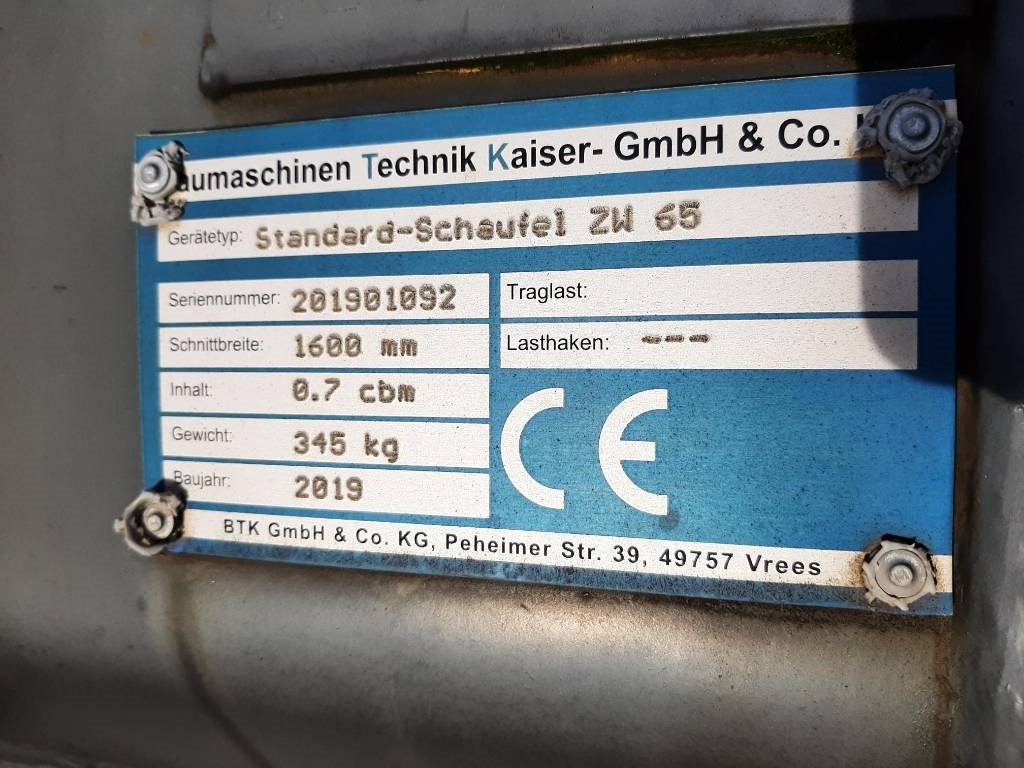 aumaschinen Technik Kaiser- GmbH & Co.
Gerätetyp: Standard-Schaufel ZW 65
Seriennummer: 201901092
Traglast:
Schnittbreite: 1600 mm
Lasthaken: ---
Inhalt: 0.7 cbm
Gewicht: 345 kg
Baujahr: 2019
CE
BTK GmbH & Co. KG, Peheimer Str. 39, 49757 Vrees